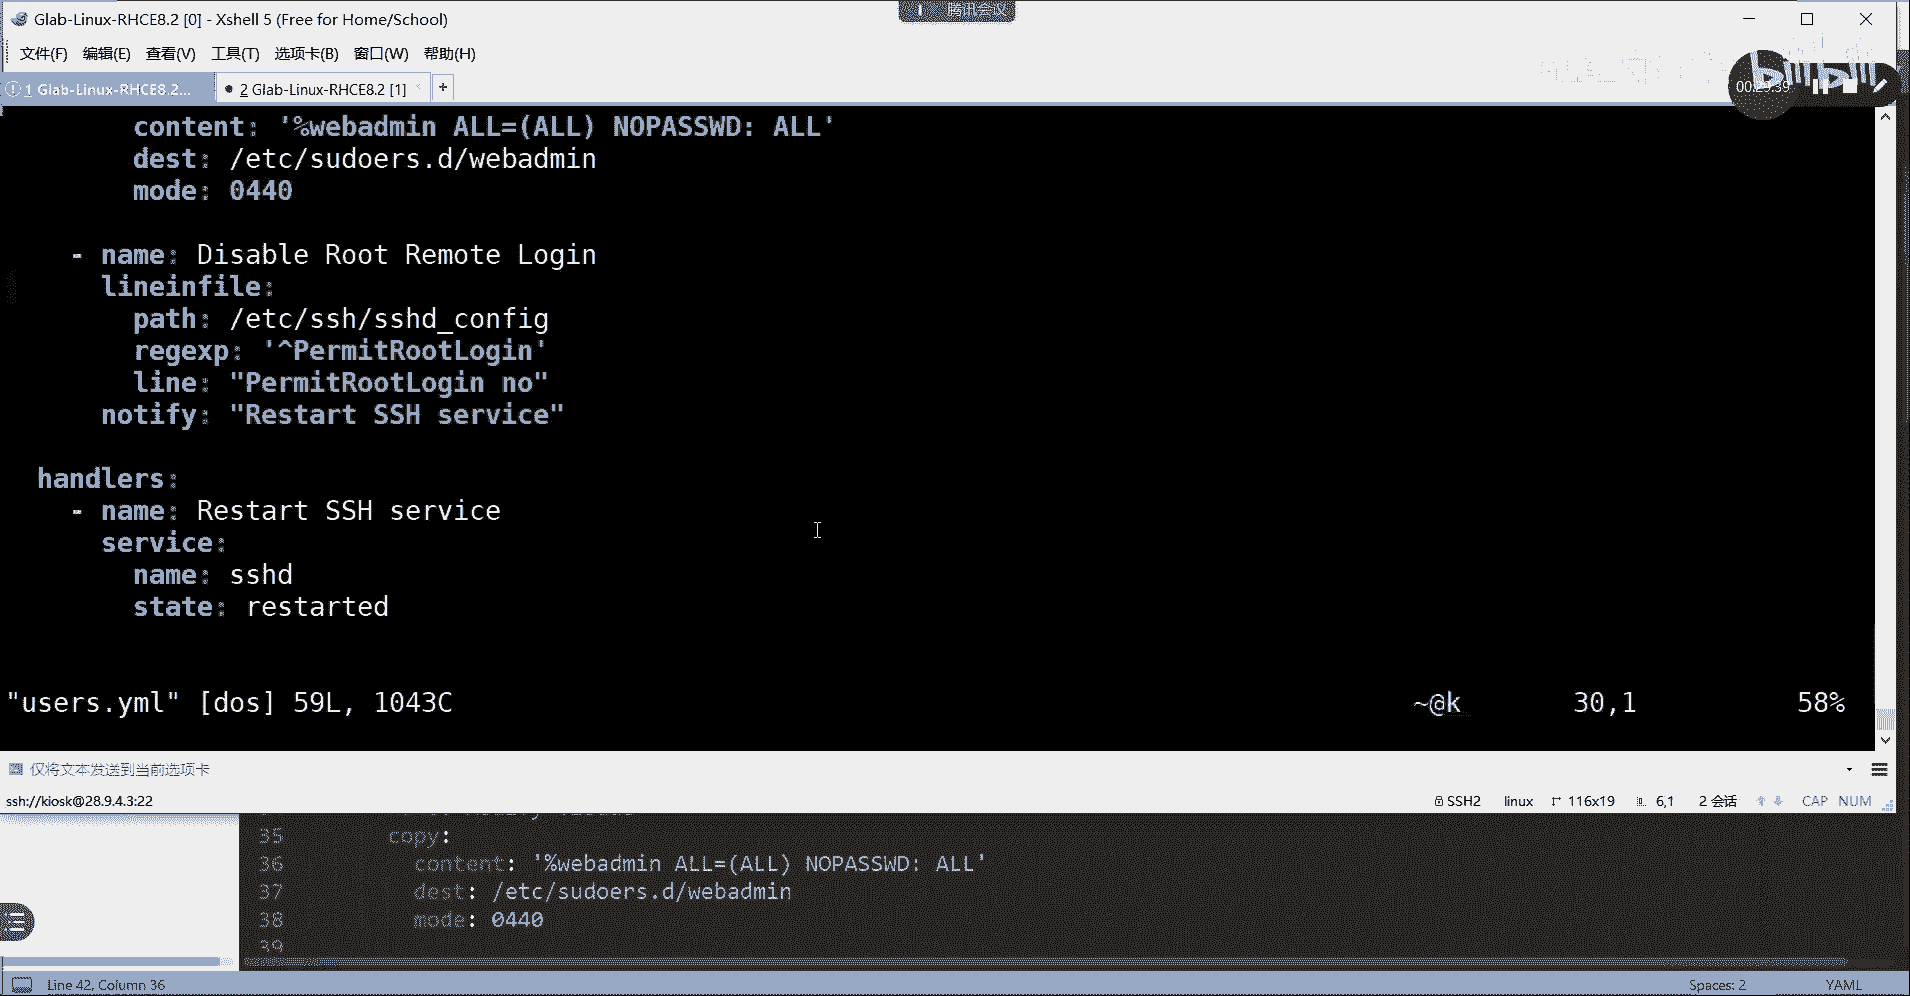 Glab-Linux-RHCE8.2 [0] - Xshell 5 (Free for Home/School)
腾讯会议
文件(F) 编辑(E) 查看(V) 工具(T) 选项卡(B) 窗口(W) 帮助(H)
bilibili
00:29:39
1 Glab-Linux-RHCE8.2...
2 Glab-Linux-RHCE8.2 [1]
+
content: '%webadmin ALL=(ALL) NOPASSWD: ALL'
dest: /etc/sudoers.d/webadmin
mode: 0440
- name: Disable Root Remote Login
lineinfile:
path: /etc/ssh/sshd_config
regexp: '^PermitRootLogin'
line: "PermitRootLogin no"
notify: "Restart SSH service"
handlers:
- name: Restart SSH service
service:
name: sshd
state: restarted
"users.yml" [dos] 59L, 1043C ~@k 30,1 58%
仅将文本发送到当前选项卡
ssh://kiosk@28.9.4.3:22 SSH2 linux 116x19 6,1 2 会话 CAP NUM
35 copy:
36 content: '%webadmin ALL=(ALL) NOPASSWD: ALL'
37 dest: /etc/sudoers.d/webadmin
38 mode: 0440
39
Line 42, Column 36 Spaces: 2 YAML